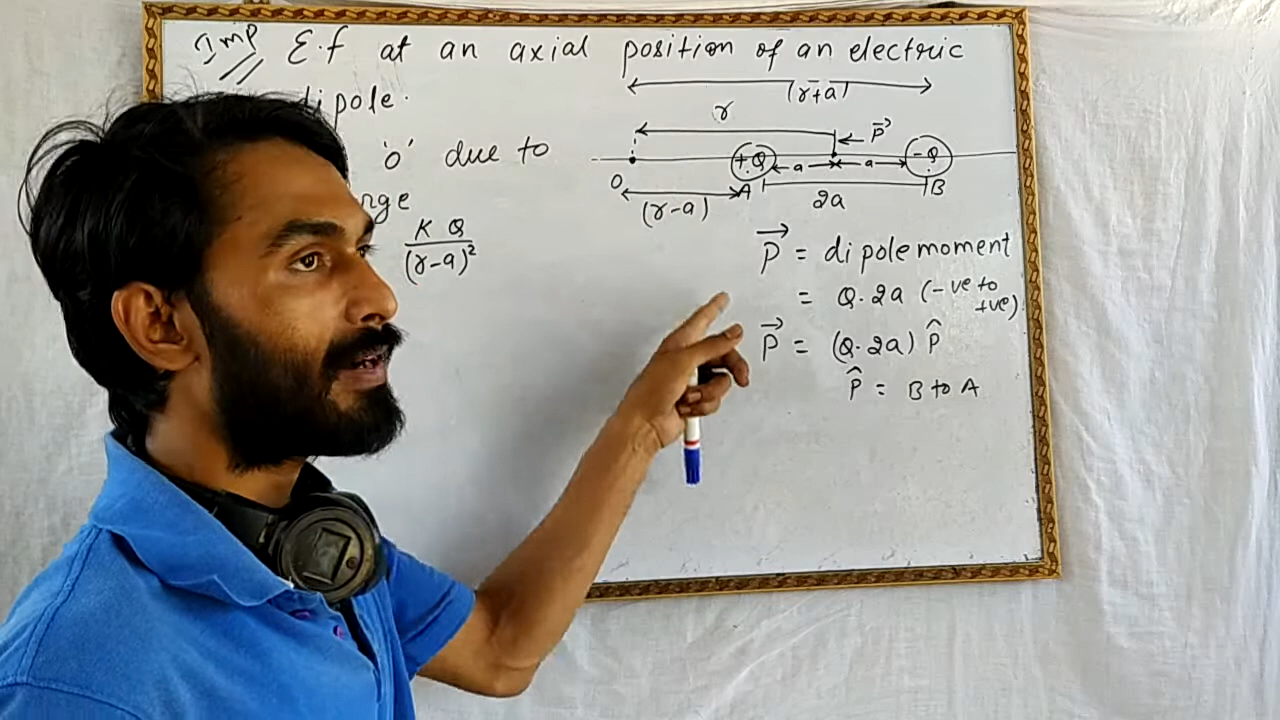 Imp E.f at an axial position of an electric
dipole.
(r+a)
r
P⃗
'o' due to
+Q a a -Q
O A B
(r-a) 2a
K Q
(r-a)²
P⃗ = dipole moment
= Q.2a (-ve to +ve)
P⃗ = (Q.2a) P̂
P̂ = B to A